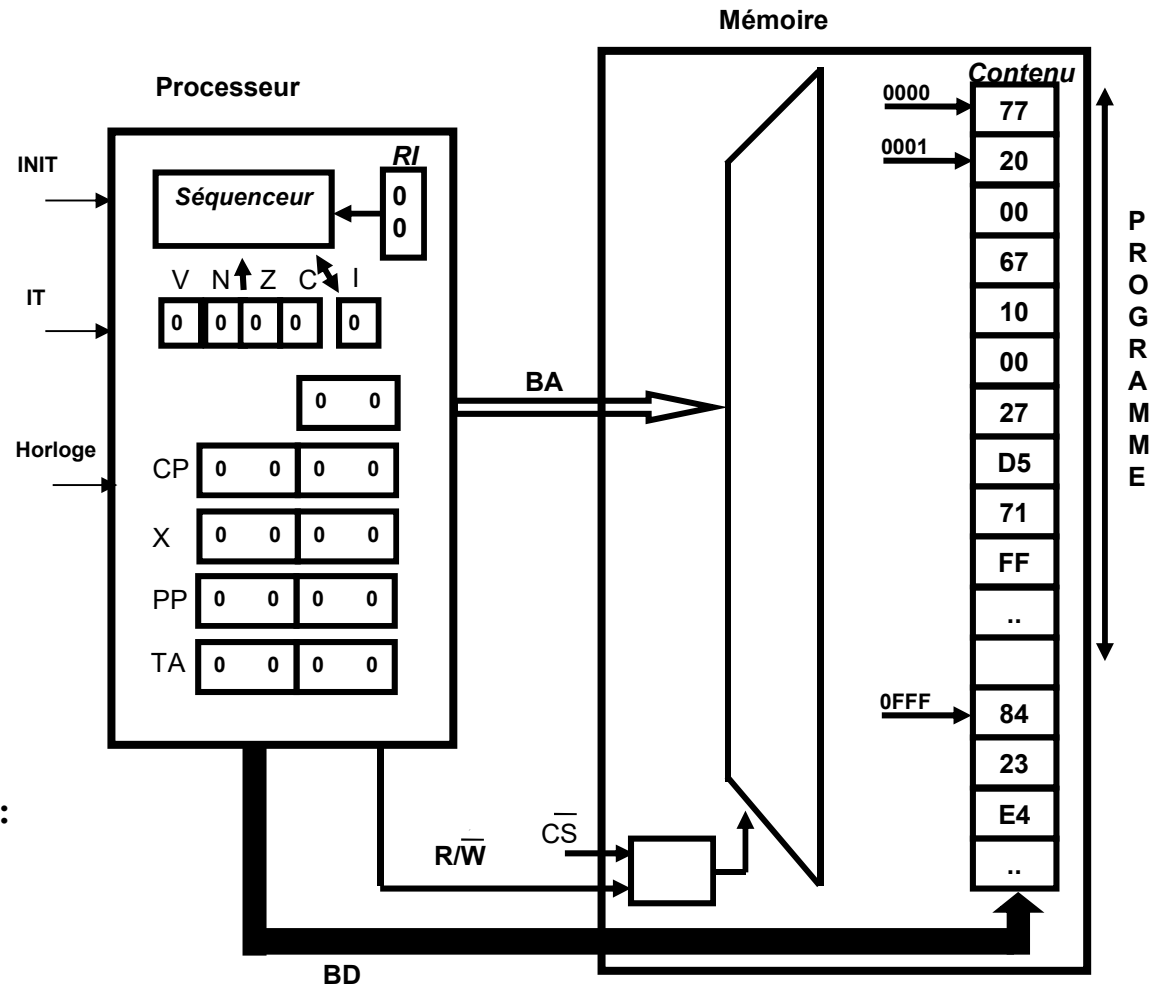 Mémoire
Processeur
Contenu
INIT
Séquenceur
RI
0
0
V N Z C I
0 0 0 0 0
IT
0 0
BA
Horloge
CP 0 0 0 0
X 0 0 0 0
PP 0 0 0 0
TA 0 0 0 0
0000
77
0001
20
00
67
10
00
27
D5
71
FF
..
0FFF
84
23
E4
..
PROGRAMME
:
R/W̅
CS̅
BD